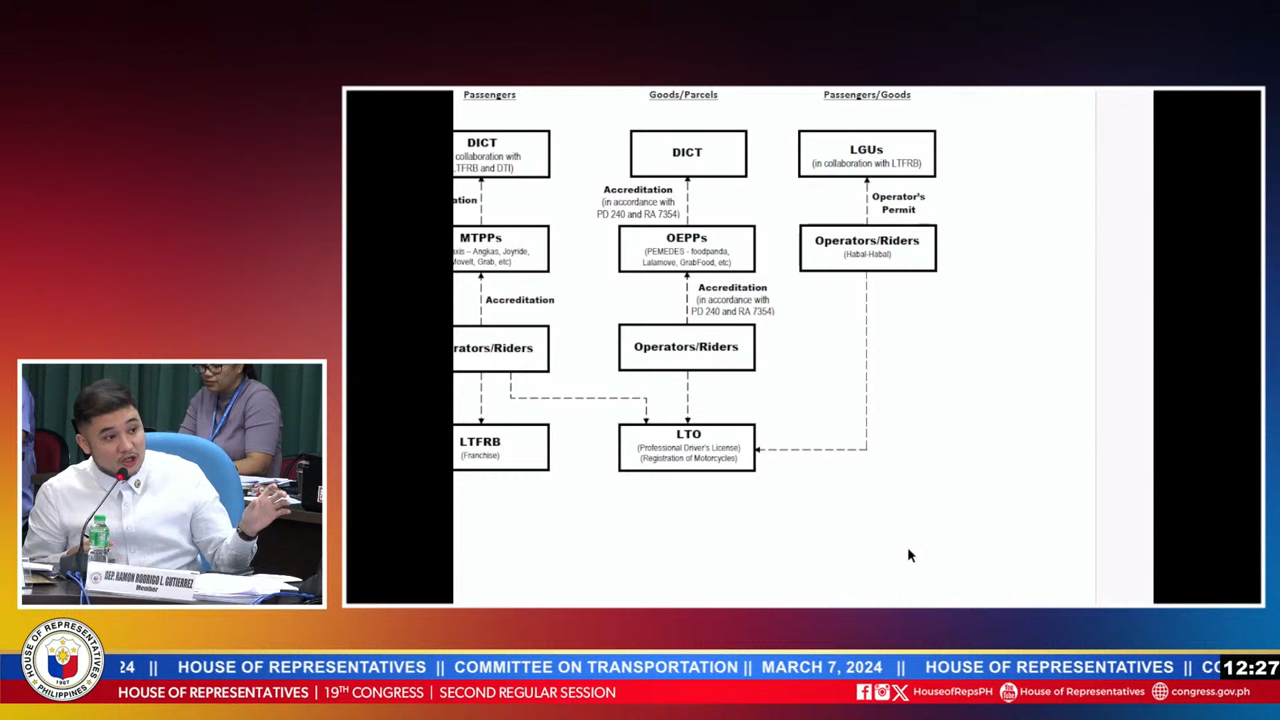 Passengers
Goods/Parcels
Passengers/Goods
DICT
collaboration with
LTFRB and DTI)
DICT
LGUs
(in collaboration with LTFRB)
ation
Accreditation
(in accordance with
PD 240 and RA 7354)
Operator's
Permit
MTPPs
axis – Angkas, Joyride,
MoveIt, Grab, etc)
OEPPs
(PEMEDES - foodpanda,
Lalamove, GrabFood, etc)
Operators/Riders
(Habal-Habal)
Accreditation
Accreditation
(in accordance with
PD 240 and RA 7354)
rators/Riders
Operators/Riders
LTFRB
(Franchise)
LTO
(Professional Driver's License)
(Registration of Motorcycles)
DEP. RAMON RODRIGO L. GUTIERREZ
Member
HOUSE OF REPRESENTATIVES
1907
PHILIPPINES
24 || HOUSE OF REPRESENTATIVES || COMMITTEE ON TRANSPORTATION || MARCH 7, 2024 || HOUSE OF REPRESENTATIVES || CO
12:27
HOUSE OF REPRESENTATIVES | 19TH CONGRESS | SECOND REGULAR SESSION
HouseofRepsPH
YouTube
House of Representatives
congress.gov.ph